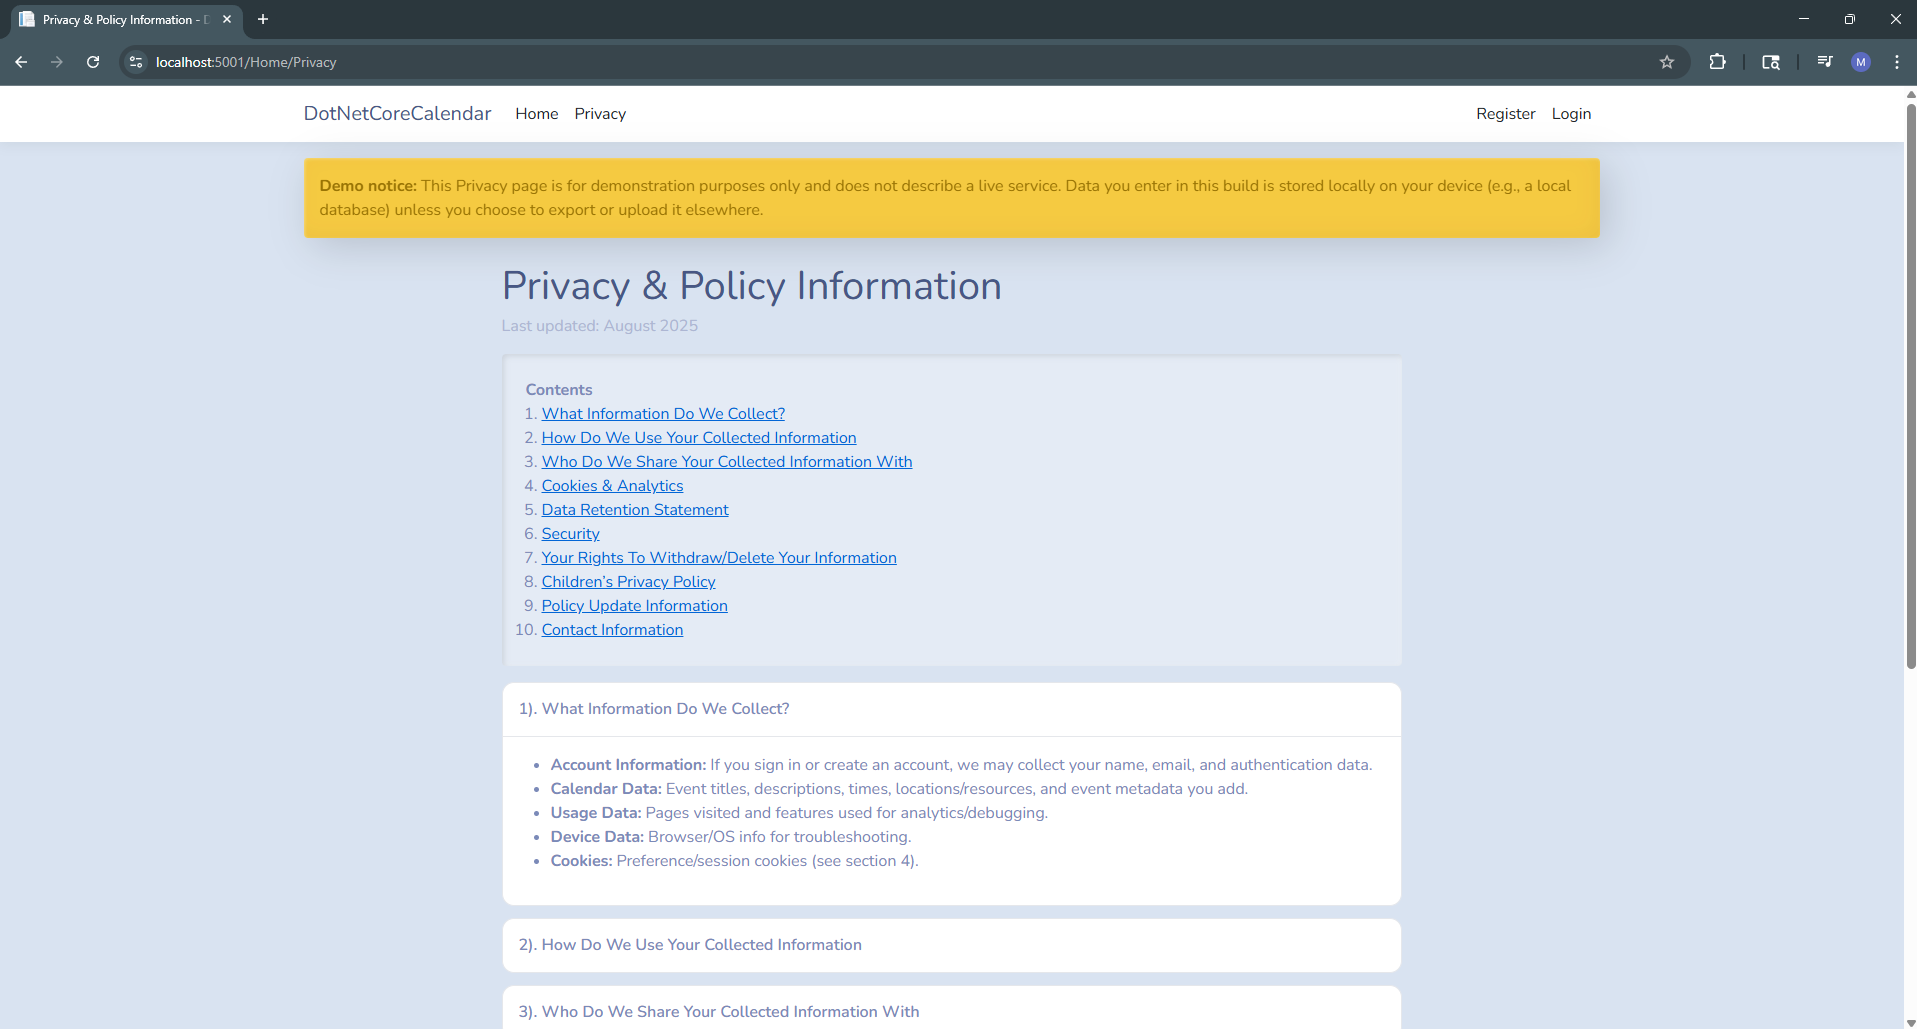 Privacy & Policy Information - D
localhost:5001/Home/Privacy
M
DotNetCoreCalendar Home Privacy Register Login
Demo notice: This Privacy page is for demonstration purposes only and does not describe a live service. Data you enter in this build is stored locally on your device (e.g., a local
database) unless you choose to export or upload it elsewhere.
Privacy & Policy Information
Last updated: August 2025
Contents
1. What Information Do We Collect?
2. How Do We Use Your Collected Information
3. Who Do We Share Your Collected Information With
4. Cookies & Analytics
5. Data Retention Statement
6. Security
7. Your Rights To Withdraw/Delete Your Information
8. Children’s Privacy Policy
9. Policy Update Information
10. Contact Information
1). What Information Do We Collect?
• Account Information: If you sign in or create an account, we may collect your name, email, and authentication data.
• Calendar Data: Event titles, descriptions, times, locations/resources, and event metadata you add.
• Usage Data: Pages visited and features used for analytics/debugging.
• Device Data: Browser/OS info for troubleshooting.
• Cookies: Preference/session cookies (see section 4).
2). How Do We Use Your Collected Information
3). Who Do We Share Your Collected Information With